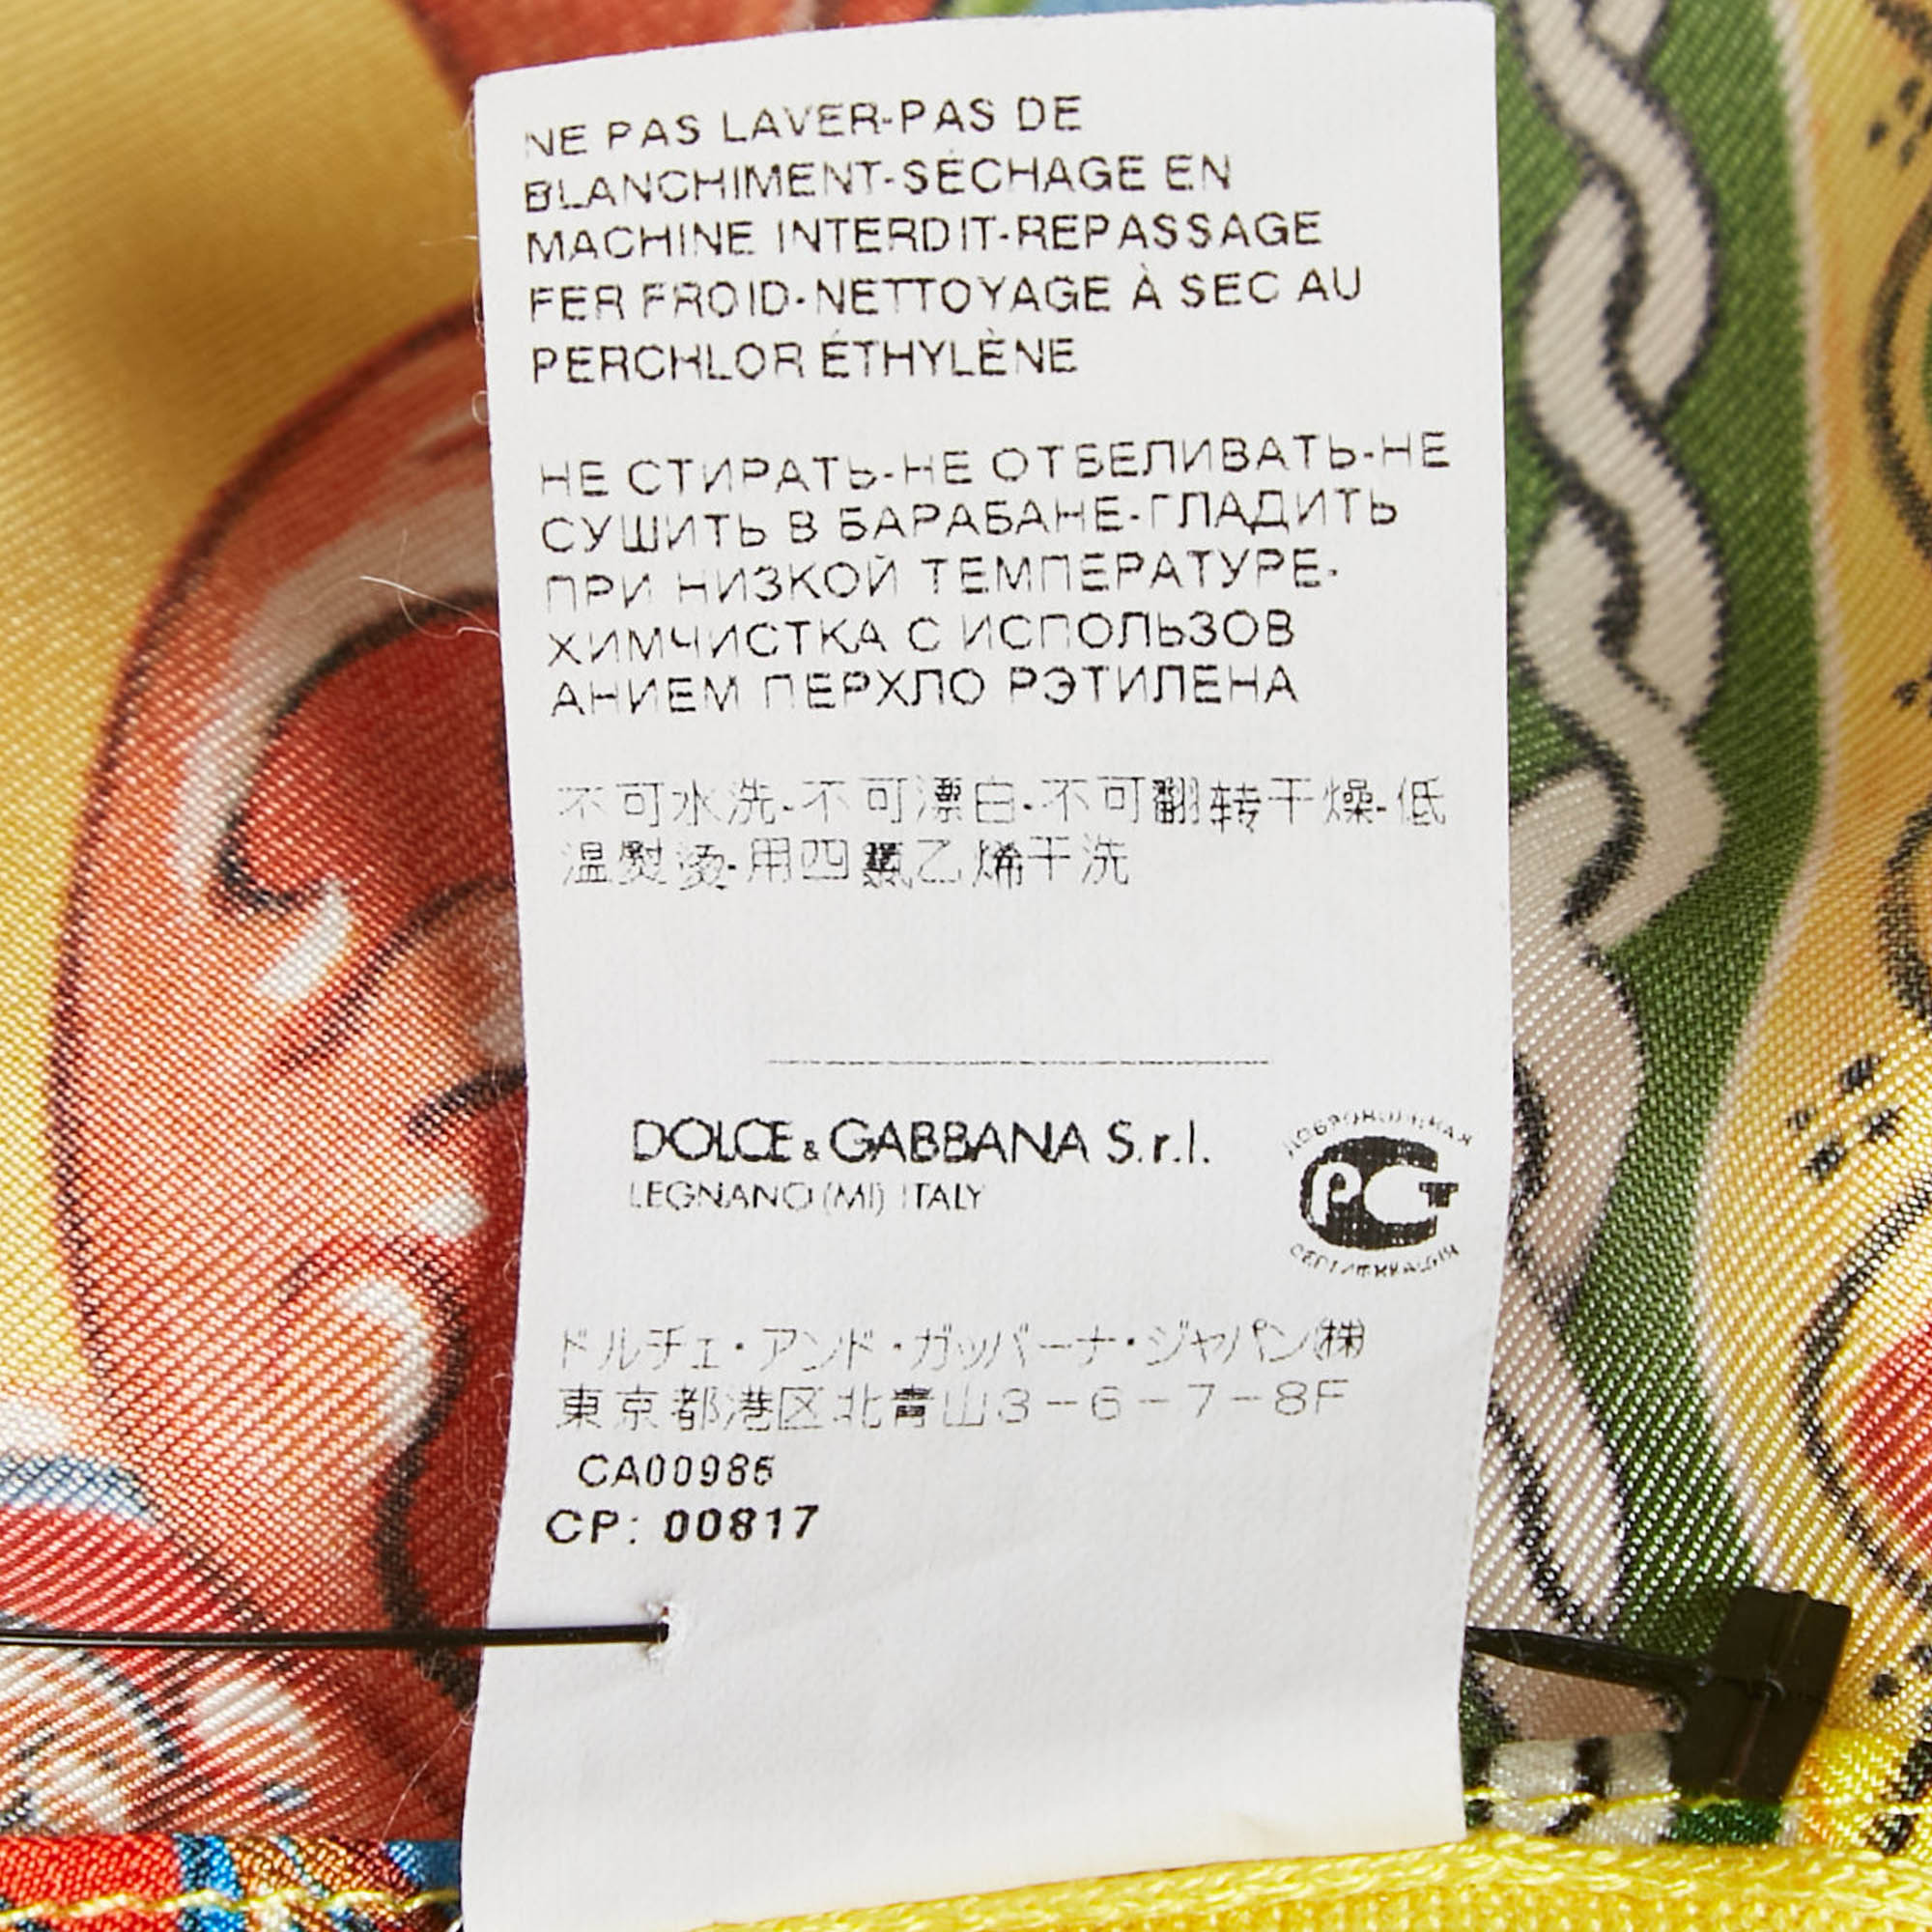 NE PAS LAVER-PAS DE
BLANCHIMENT-SÉCHAGE EN
MACHINE INTERDIT-REPASSAGE
FER FROID-NETTOYAGE À SEC AU
PERCHLOR ÉTHYLÈNE
НЕ СТИРАТЬ-НЕ ОТБЕЛИВАТЬ-НЕ
СУШИТЬ В БАРАБАНЕ-ГЛАДИТЬ
ПРИ НИЗКОЙ ТЕМПЕРАТУРЕ-
ХИМЧИСТКА С ИСПОЛЬЗОВ
АНИЕМ ПЕРХЛО РЭТИЛЕНА
不可水洗-不可漂白-不可翻转干燥-低
温熨烫-用四氯乙烯干洗
DOLCE & GABBANA S.r.l.
LEGNANO (MI) ITALY
ДОБРОВОЛЬНАЯ
РСТ
СЕРТИФИКАЦИЯ
ドルチェ・アンド・ガッバーナ・ジャパン㈱
東京都港区北青山3-6-7-8F
CA00986
CP: 00817